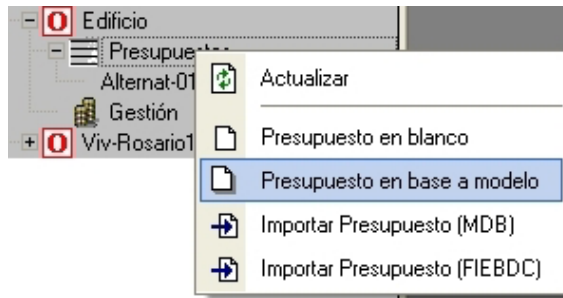 Edificio
Presupuestos
Alternat-01
Gestión
Viv-Rosario1
Actualizar
Presupuesto en blanco
Presupuesto en base a modelo
Importar Presupuesto (MDB)
Importar Presupuesto (FIEBDC)